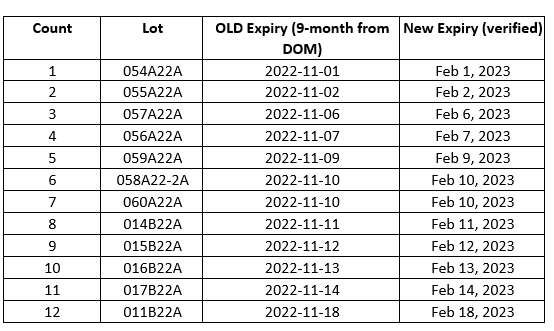 Count Lot OLD Expiry (9-month from DOM) New Expiry (verified)
1 054A22A 2022-11-01 Feb 1, 2023
2 055A22A 2022-11-02 Feb 2, 2023
3 057A22A 2022-11-06 Feb 6, 2023
4 056A22A 2022-11-07 Feb 7, 2023
5 059A22A 2022-11-09 Feb 9, 2023
6 058A22-2A 2022-11-10 Feb 10, 2023
7 060A22A 2022-11-10 Feb 10, 2023
8 014B22A 2022-11-11 Feb 11, 2023
9 015B22A 2022-11-12 Feb 12, 2023
10 016B22A 2022-11-13 Feb 13, 2023
11 017B22A 2022-11-14 Feb 14, 2023
12 011B22A 2022-11-18 Feb 18, 2023